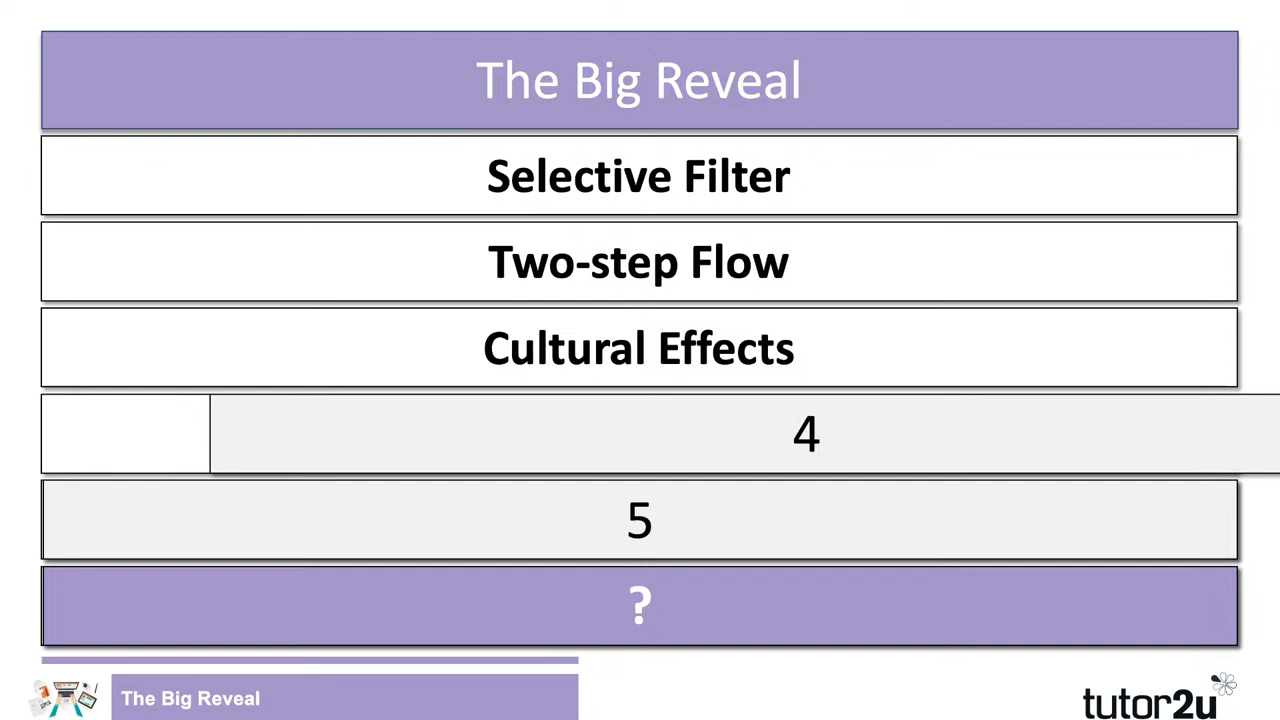 The Big Reveal
Selective Filter
Two-step Flow
Cultural Effects
4
5
?
The Big Reveal
tutor2u